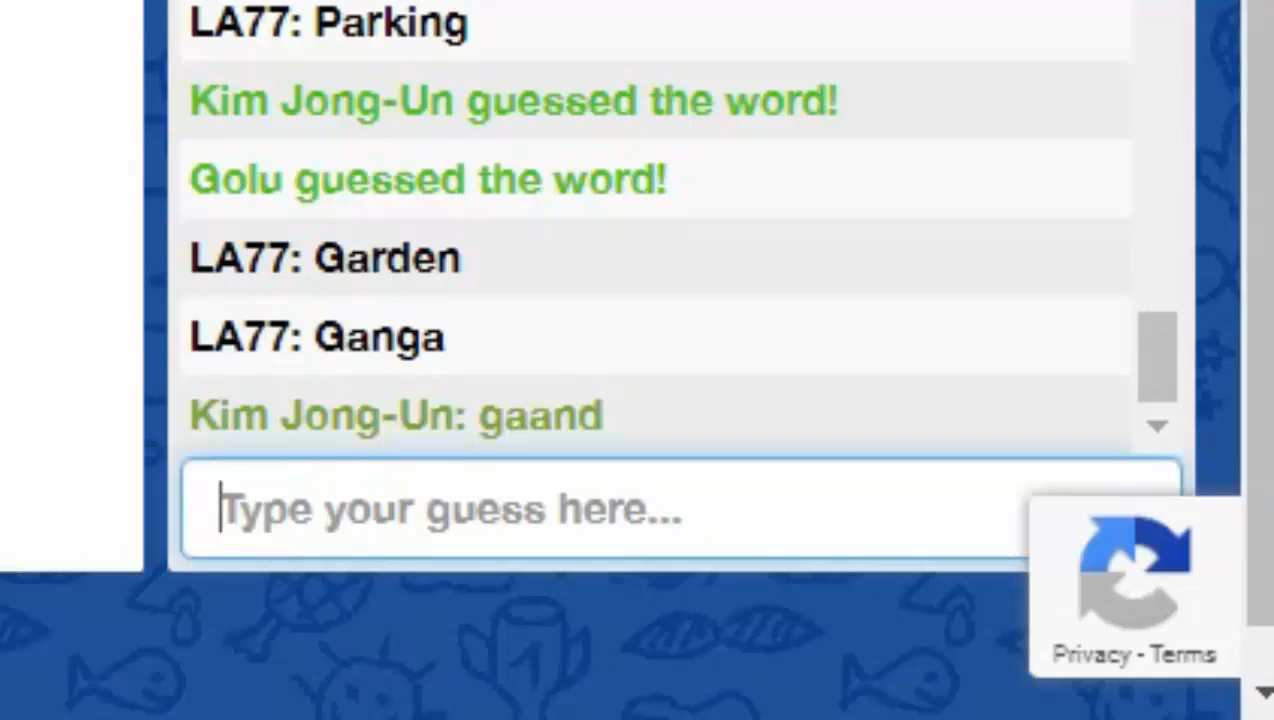 LA77: Parking
Kim Jong-Un guessed the word!
Golu guessed the word!
LA77: Garden
LA77: Ganga
Kim Jong-Un: gaand
Type your guess here...
Privacy - Terms